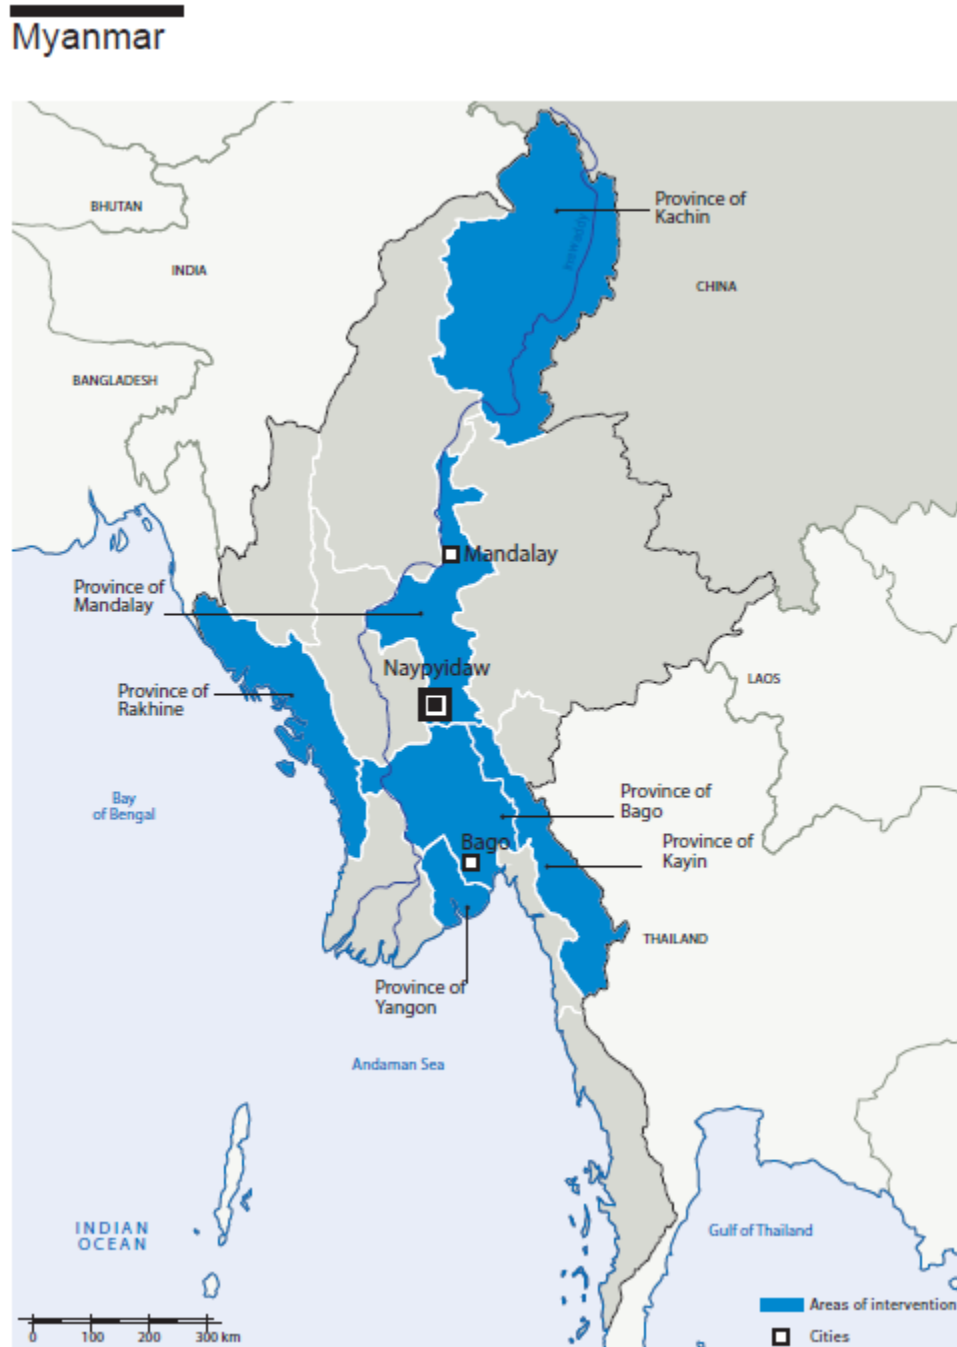 Myanmar
BHUTAN
INDIA
CHINA
BANGLADESH
Province of
Kachin
Irrawaddy
Mandalay
Province of
Mandalay
Naypyidaw
LAOS
Province of
Rakhine
Bay
of Bengal
Province of
Bago
Bago
Province of
Kayin
THAILAND
Province of
Yangon
Andaman Sea
INDIAN
OCEAN
Gulf of Thailand
Areas of intervention
Cities
0 100 200 300 km